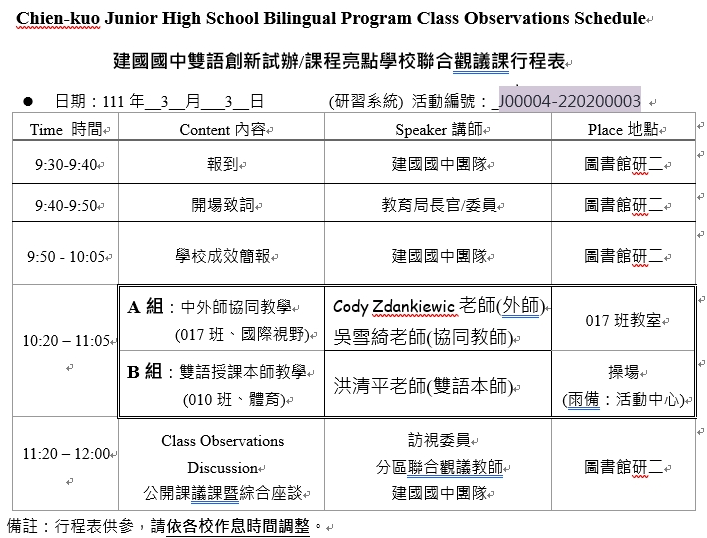 Chien-kuo Junior High School Bilingual Program Class Observations Schedule
建國國中雙語創新試辦/課程亮點學校聯合觀議課行程表
● 日期：111 年__3__月___3__日 (研習系統) 活動編號：_J00004-220200003
Time 時間 Content 內容 Speaker 講師 Place 地點
9:30-9:40 報到 建國國中團隊 圖書館研二
9:40-9:50 開場致詞 教育局長官/委員 圖書館研二
9:50 - 10:05 學校成效簡報 建國國中團隊 圖書館研二
10:20 – 11:05
A 組：中外師協同教學
(017 班、國際視野)
Cody Zdankiewic 老師(外師)
吳雪綺老師(協同教師)
017 班教室
B 組：雙語授課本師教學
(010 班、體育)
洪清平老師(雙語本師)
操場
(雨備：活動中心)
11:20 – 12:00
Class Observations
Discussion
公開課議課暨綜合座談
訪視委員
分區聯合觀議教師
建國國中團隊
圖書館研二
備註：行程表供參，請依各校作息時間調整。